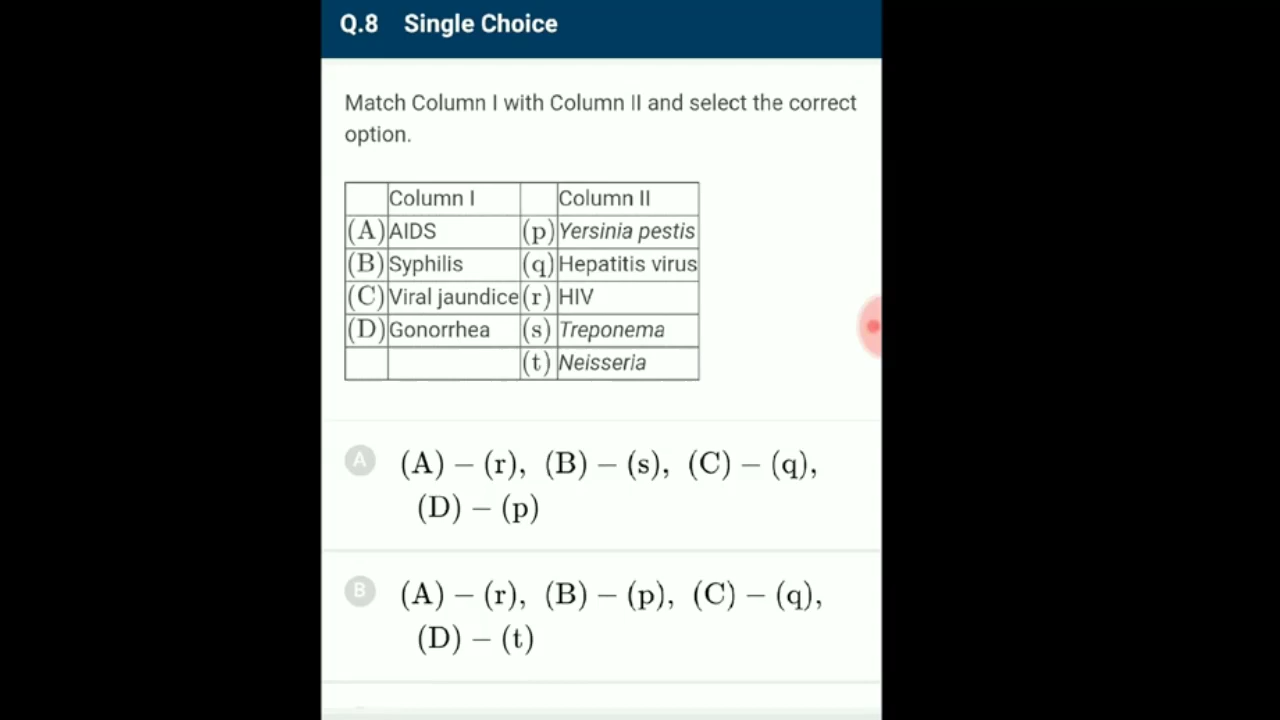 Q.8 Single Choice
Match Column I with Column II and select the correct
option.
Column I Column II
(A) AIDS (p) Yersinia pestis
(B) Syphilis (q) Hepatitis virus
(C) Viral jaundice (r) HIV
(D) Gonorrhea (s) Treponema
(t) Neisseria
A (A) – (r), (B) – (s), (C) – (q),
(D) – (p)
B (A) – (r), (B) – (p), (C) – (q),
(D) – (t)